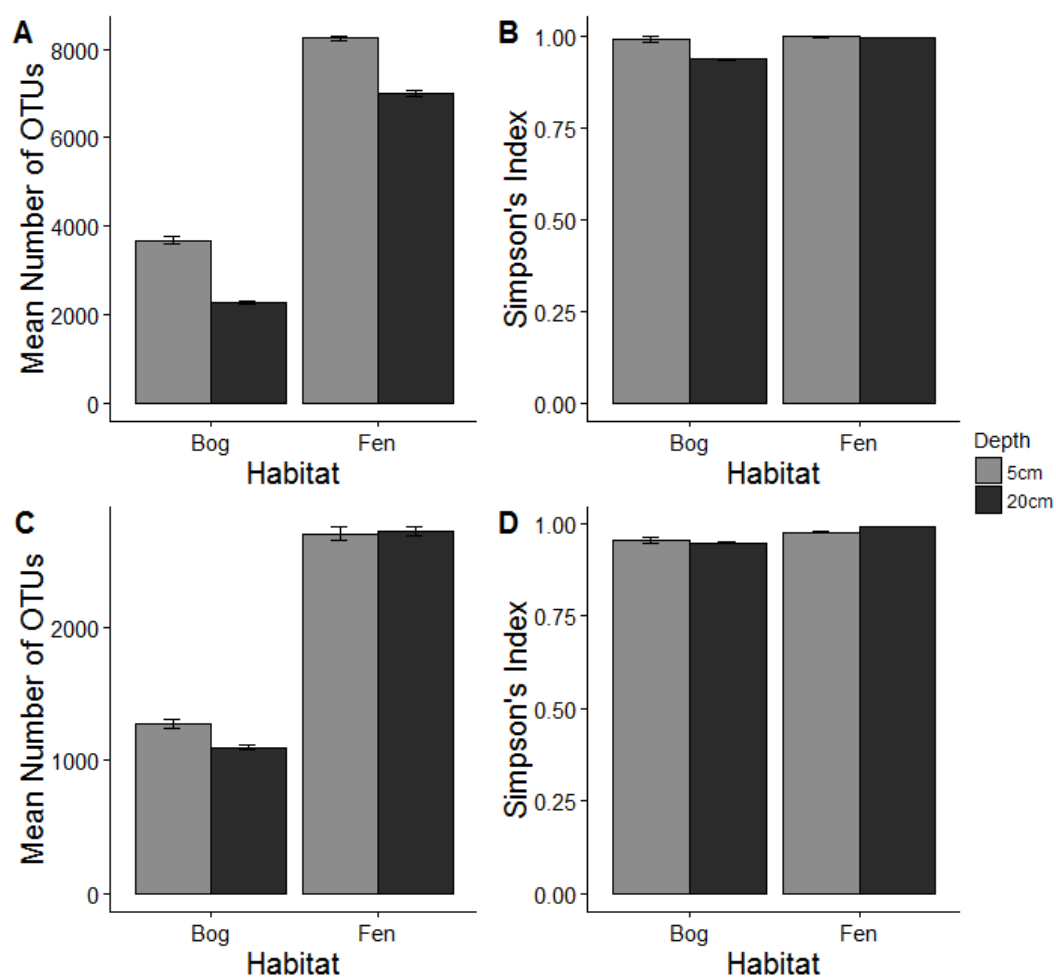 A
Mean Number of OTUs
8000
6000
4000
2000
0
Bog
Fen
Habitat
B
Simpson's Index
1.00
0.75
0.50
0.25
0.00
Bog
Fen
Habitat
Depth
5cm
20cm
C
Mean Number of OTUs
2000
1000
0
Bog
Fen
Habitat
D
Simpson's Index
1.00
0.75
0.50
0.25
0.00
Bog
Fen
Habitat